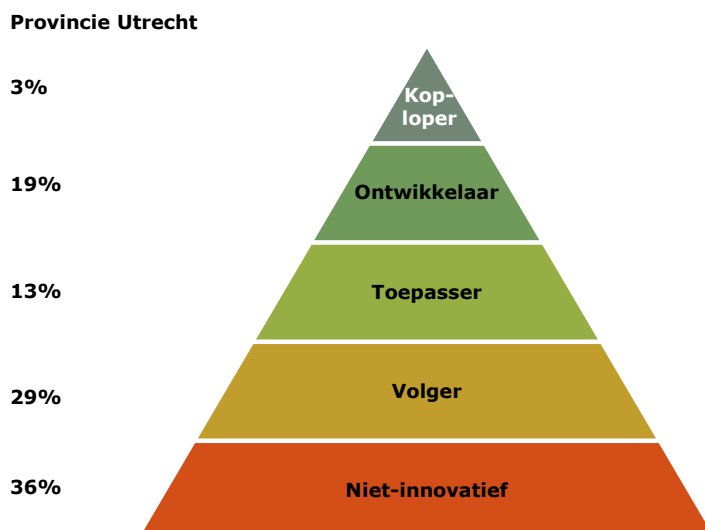 Provincie Utrecht
3%
Kop-
loper
19%
Ontwikkelaar
13%
Toepasser
29%
Volger
36%
Niet-innovatief